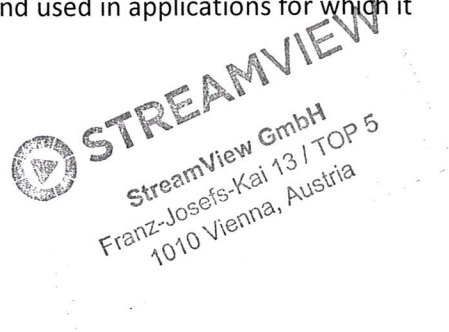 nd used in applications for which it
STREAMVIEW
StreamView GmbH
Franz-Josefs-Kai 13 / TOP 5
1010 Vienna, Austria